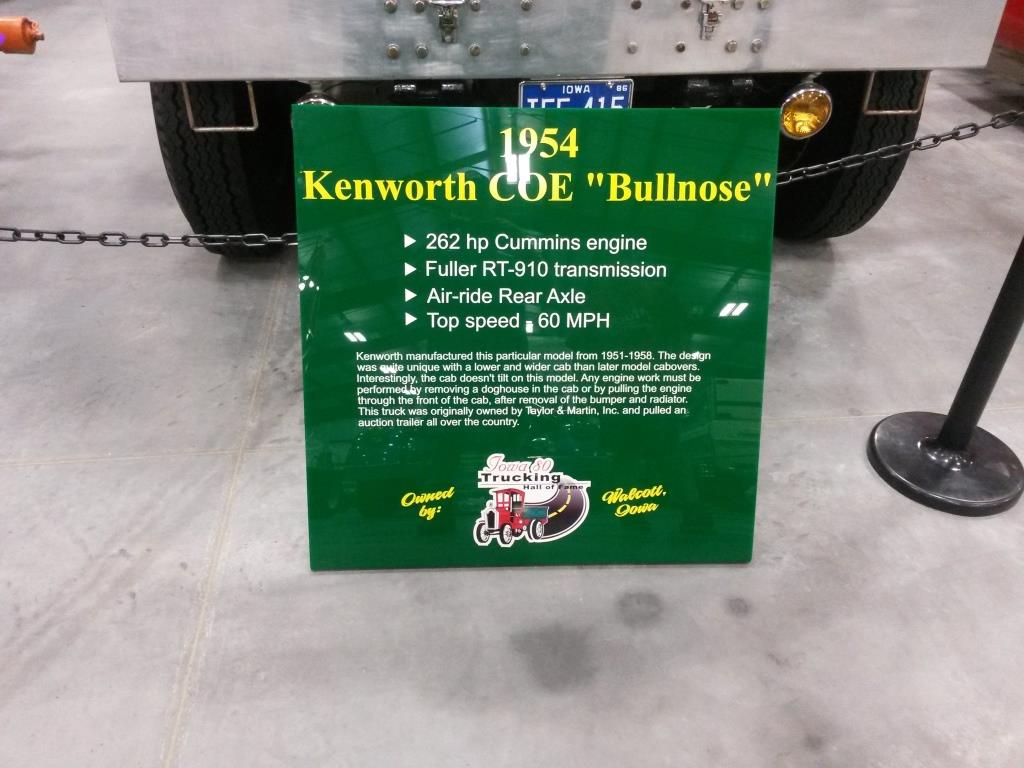 IOWA 86
1954
Kenworth COE "Bullnose"
262 hp Cummins engine
Fuller RT-910 transmission
Air-ride Rear Axle
Top speed - 60 MPH
Kenworth manufactured this particular model from 1951-1958. The design
was quite unique with a lower and wider cab than later model cabovers.
Interestingly, the cab doesn't tilt on this model. Any engine work must be
performed by removing a doghouse in the cab or by pulling the engine
through the front of the cab, after removal of the bumper and radiator.
This truck was originally owned by Taylor & Martin, Inc. and pulled an
auction trailer all over the country.
Iowa 80
Trucking
Hall of Fame
Owned
by:
Walcott,
Iowa